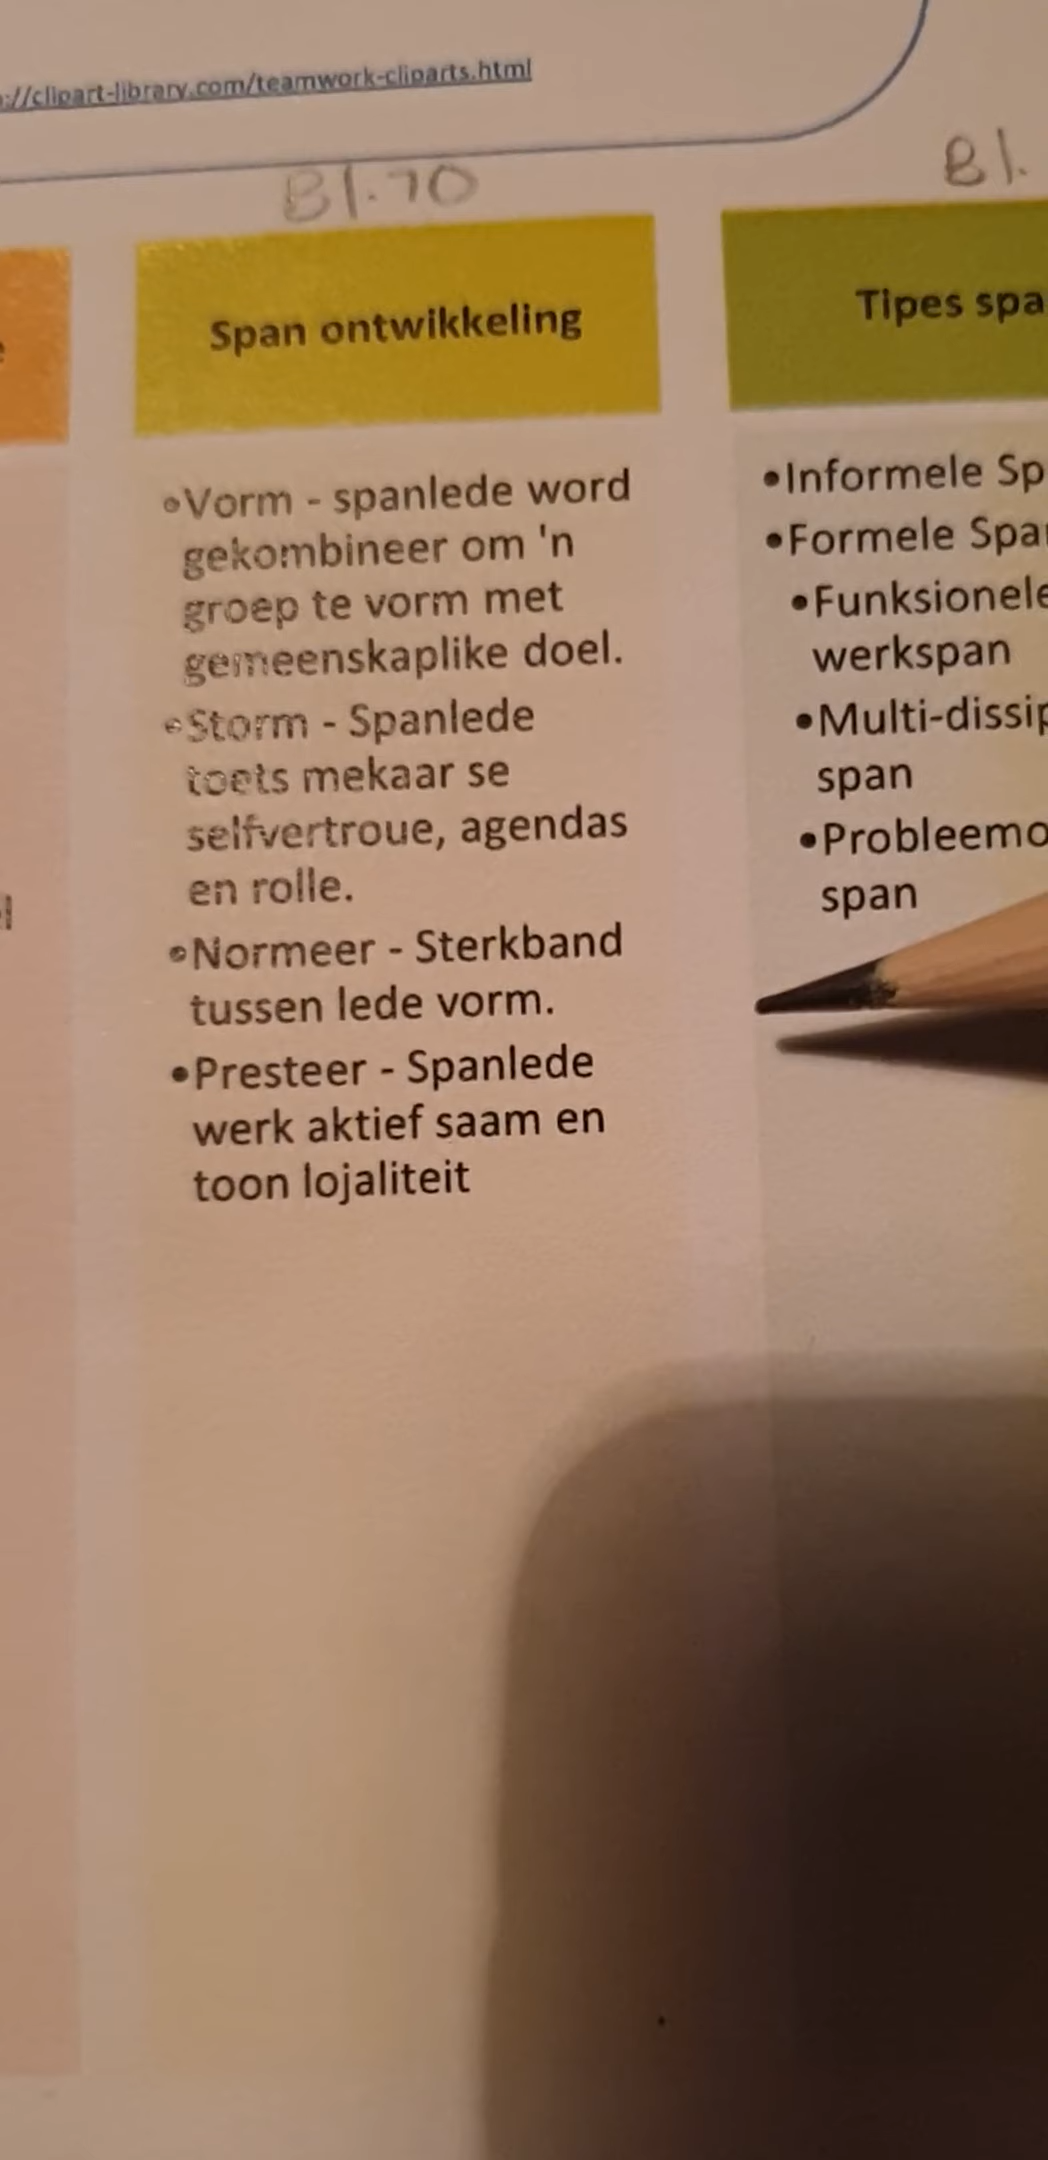 ://clipart-library.com/teamwork-cliparts.html
Bl.70
Bl.
Span ontwikkeling
•Vorm - spanlede word
gekombineer om 'n
groep te vorm met
gemeenskaplike doel.
•Storm - Spanlede
toets mekaar se
selfvertroue, agendas
en rolle.
•Normeer - Sterkband
tussen lede vorm.
•Presteer - Spanlede
werk aktief saam en
toon lojaliteit
Tipes spa
•Informele Sp
•Formele Spa
•Funksionele
werkspan
•Multi-dissip
span
•Probleemo
span